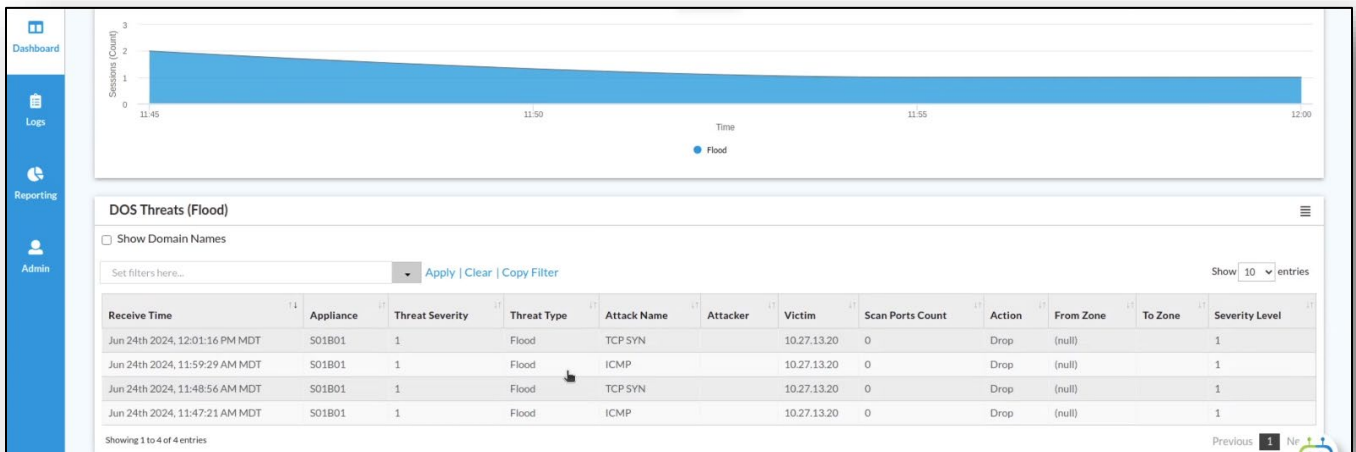 Dashboard
Logs
Reporting
Admin
3
2
1
0
Sessions (Count)
11:45 11:50 11:55 12:00
Time
Flood
DOS Threats (Flood)
Show Domain Names
Set filters here... Apply | Clear | Copy Filter Show 10 entries
Receive Time Appliance Threat Severity Threat Type Attack Name Attacker Victim Scan Ports Count Action From Zone To Zone Severity Level
Jun 24th 2024, 12:01:16 PM MDT S01B01 1 Flood TCP SYN 10.27.13.20 0 Drop (null) 1
Jun 24th 2024, 11:59:29 AM MDT S01B01 1 Flood ICMP 10.27.13.20 0 Drop (null) 1
Jun 24th 2024, 11:48:56 AM MDT S01B01 1 Flood TCP SYN 10.27.13.20 0 Drop (null) 1
Jun 24th 2024, 11:47:21 AM MDT S01B01 1 Flood ICMP 10.27.13.20 0 Drop (null) 1
Showing 1 to 4 of 4 entries Previous 1